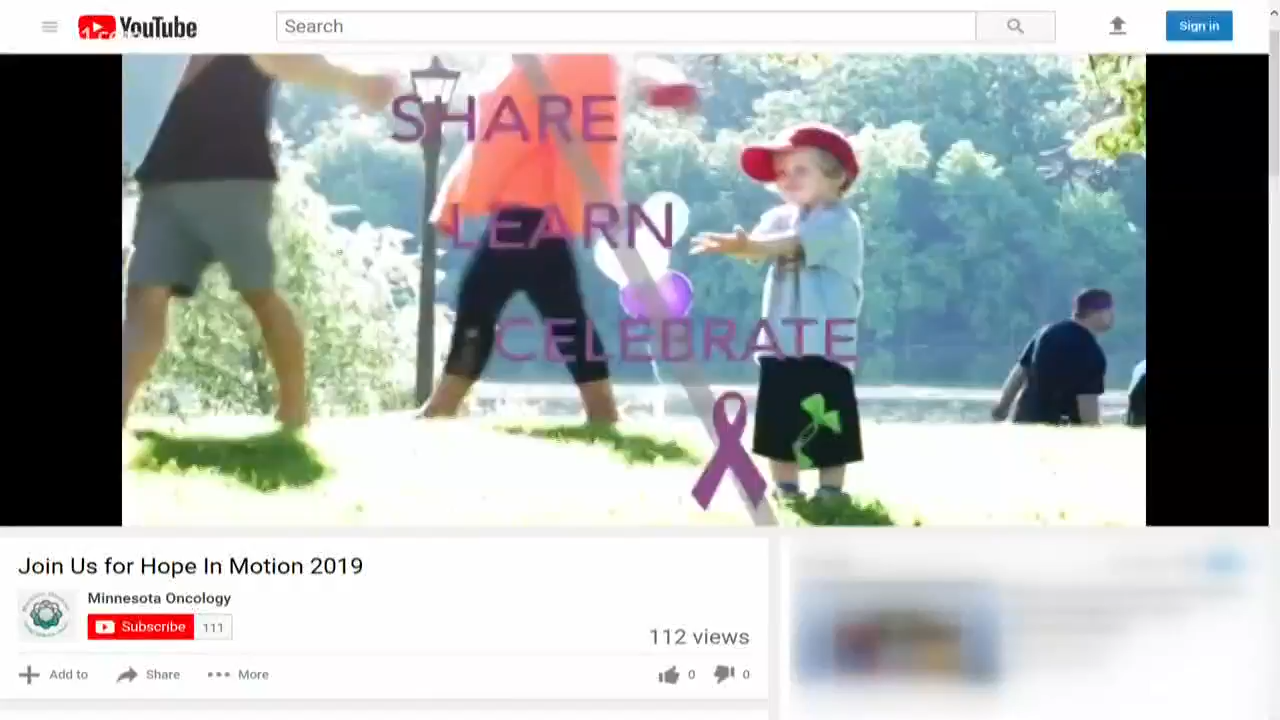 YouTube
Search
Sign in
SHARE
LEARN
CELEBRATE
Join Us for Hope In Motion 2019
Minnesota Oncology
Subscribe 111
112 views
Add to Share More 0 0